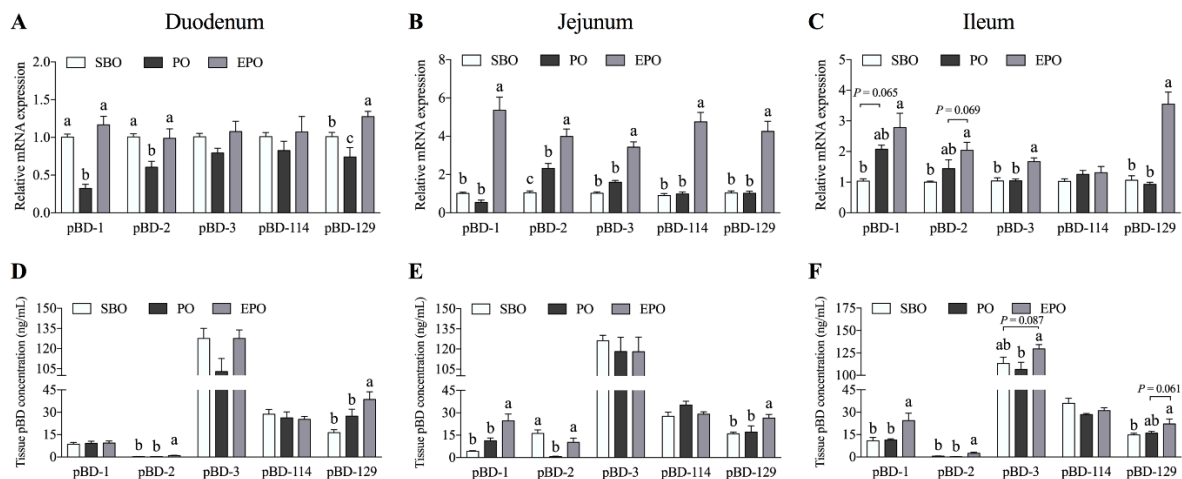 A Duodenum
Relative mRNA expression
2.0
1.5
1.0
0.5
0.0
SBO PO EPO
a b a
a b a
b c a
pBD-1 pBD-2 pBD-3 pBD-114 pBD-129
B Jejunum
Relative mRNA expression
8
6
4
2
0
SBO PO EPO
b b a
c b a
b b a
b b a
b b a
pBD-1 pBD-2 pBD-3 pBD-114 pBD-129
C Ileum
Relative mRNA expression
5
4
3
2
1
0
SBO PO EPO
P = 0.065
b ab a
P = 0.069
b ab a
b b a
b b a
pBD-1 pBD-2 pBD-3 pBD-114 pBD-129
D
Tissue pBD concentration (ng/mL)
150
135
120
105
45
30
15
0
SBO PO EPO
b b a
b b a
pBD-1 pBD-2 pBD-3 pBD-114 pBD-129
E
Tissue pBD concentration (ng/mL)
150
135
120
105
45
30
15
0
SBO PO EPO
b b a
a b a
b b a
pBD-1 pBD-2 pBD-3 pBD-114 pBD-129
F
Tissue pBD concentration (ng/mL)
175
150
125
100
45
30
15
0
SBO PO EPO
b b a
b b a
P = 0.087
ab b a
P = 0.061
b ab a
pBD-1 pBD-2 pBD-3 pBD-114 pBD-129